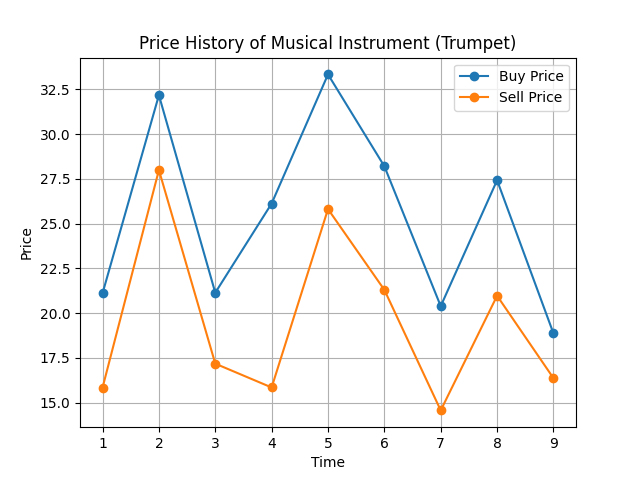 Price History of Musical Instrument (Trumpet)
Buy Price
Sell Price
32.5
30.0
27.5
25.0
22.5
20.0
17.5
15.0
Price
1 2 3 4 5 6 7 8 9
Time